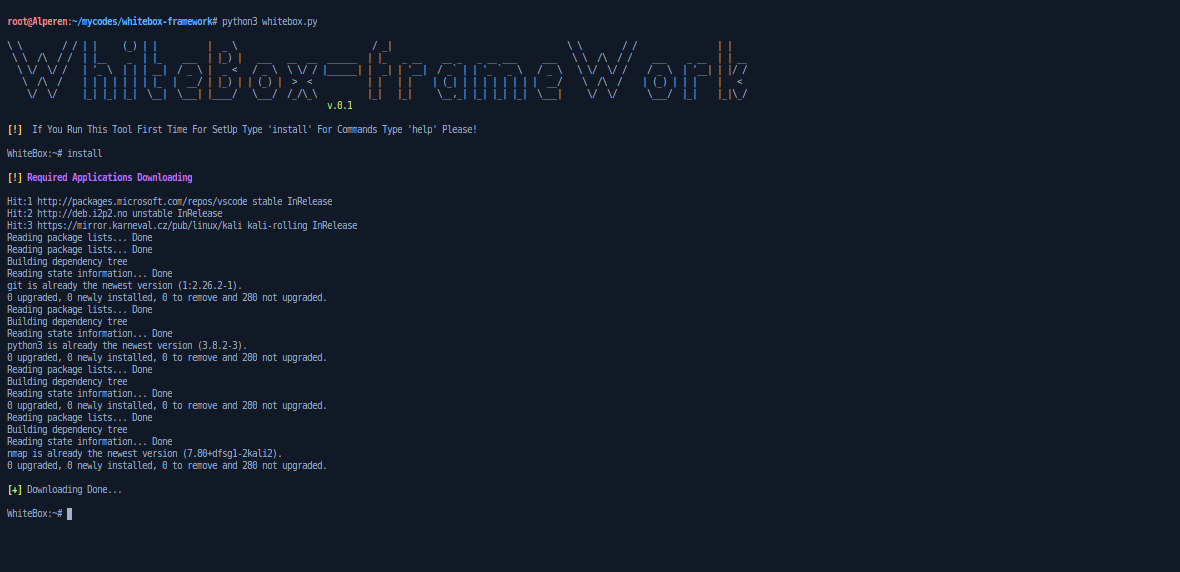 root@Alperen:~/mycodes/whitebox-framework# python3 whitebox.py
WhiteBox-frameWork
v.0.1
[!]  If You Run This Tool First Time For SetUp Type 'install' For Commands Type 'help' Please!
WhiteBox:~# install
[!] Required Applications Downloading
Hit:1 http://packages.microsoft.com/repos/vscode stable InRelease
Hit:2 http://deb.i2p2.no unstable InRelease
Hit:3 https://mirror.karneval.cz/pub/linux/kali kali-rolling InRelease
Reading package lists... Done
Reading package lists... Done
Building dependency tree
Reading state information... Done
git is already the newest version (1:2.26.2-1).
0 upgraded, 0 newly installed, 0 to remove and 280 not upgraded.
Reading package lists... Done
Building dependency tree
Reading state information... Done
python3 is already the newest version (3.8.2-3).
0 upgraded, 0 newly installed, 0 to remove and 280 not upgraded.
Reading package lists... Done
Building dependency tree
Reading state information... Done
0 upgraded, 0 newly installed, 0 to remove and 280 not upgraded.
Reading package lists... Done
Building dependency tree
Reading state information... Done
nmap is already the newest version (7.80+dfsg1-2kali2).
0 upgraded, 0 newly installed, 0 to remove and 280 not upgraded.
[+] Downloading Done...
WhiteBox:~#